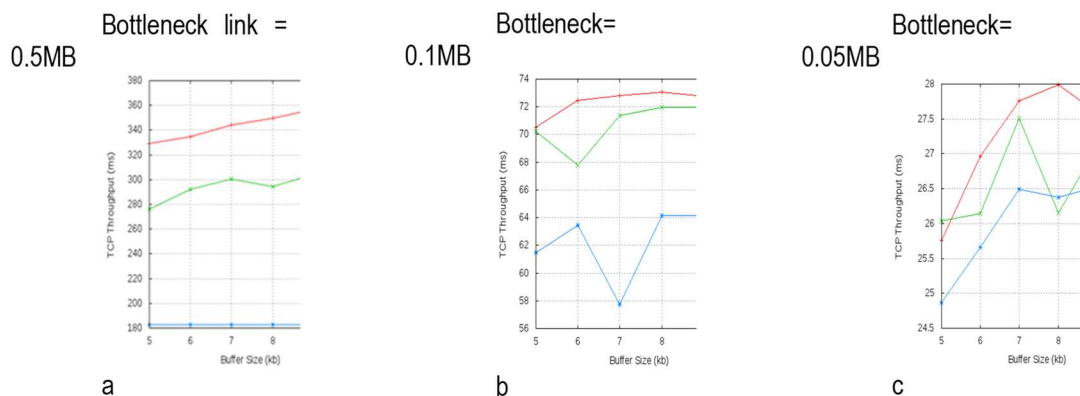 Bottleneck link =
0.5MB
Bottleneck=
0.1MB
Bottleneck=
0.05MB
380
360
340
320
300
280
260
240
220
200
180
TCP Throughput (ms)
5 6 7 8
Buffer Size (kb)
a
74
72
70
68
66
64
62
60
58
56
TCP Throughput (ms)
5 6 7 8
Buffer Size (kb)
b
28
27.5
27
26.5
26
25.5
25
24.5
TCP Throughput (ms)
5 6 7 8
Buffer Size (kb)
c